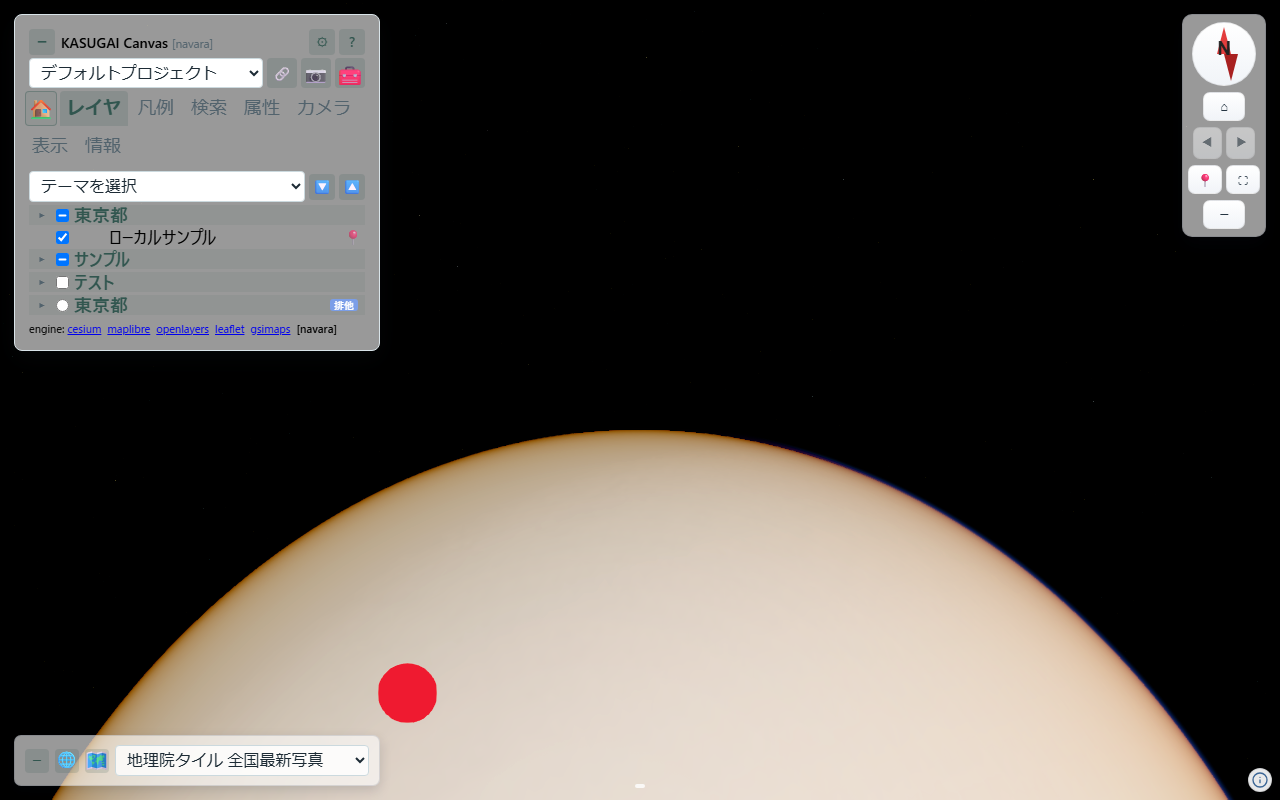 KASUGAI Canvas [navara]
?
デフォルトプロジェクト
レイヤ 凡例 検索 属性 カメラ
表示 情報
テーマを選択
東京都
ローカルサンプル
サンプル
テスト
東京都 排他
engine: cesium maplibre openlayers leaflet gsimaps [navara]
N
地理院タイル 全国最新写真